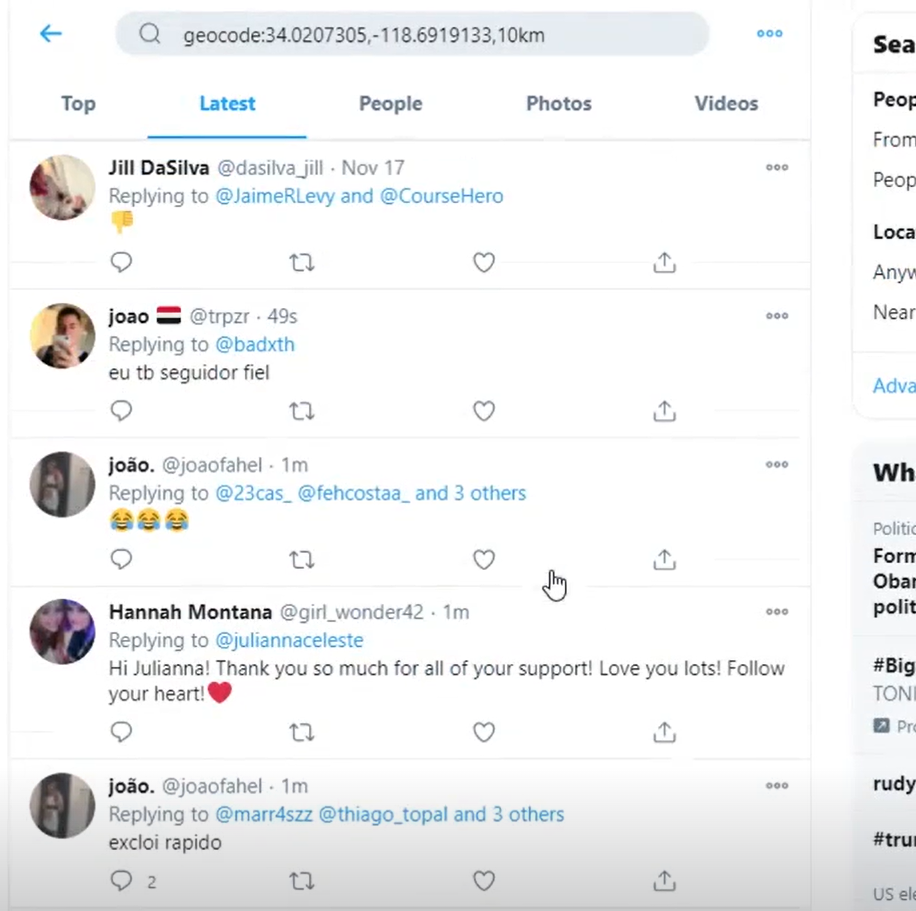 geocode:34.0207305,-118.6919133,10km
Top Latest People Photos Videos
Jill DaSilva @dasilva_jill · Nov 17
Replying to @JaimeRLevy and @CourseHero
👎
joao 🇾🇪 @trpzr · 49s
Replying to @badxth
eu tb seguidor fiel
joão. @joaofahel · 1m
Replying to @23cas_ @fehcostaa_ and 3 others
😂😂😂
Hannah Montana @girl_wonder42 · 1m
Replying to @juliannaceleste
Hi Julianna! Thank you so much for all of your support! Love you lots! Follow
your heart!❤️
joão. @joaofahel · 1m
Replying to @marr4szz @thiago_topal and 3 others
excloi rapido
2
Sea
Peop
From
Peop
Loca
Anyw
Near
Adva
Wh
Politic
Form
Obar
polit
#Big
TONI
Pro
rudy
#trur
US ele